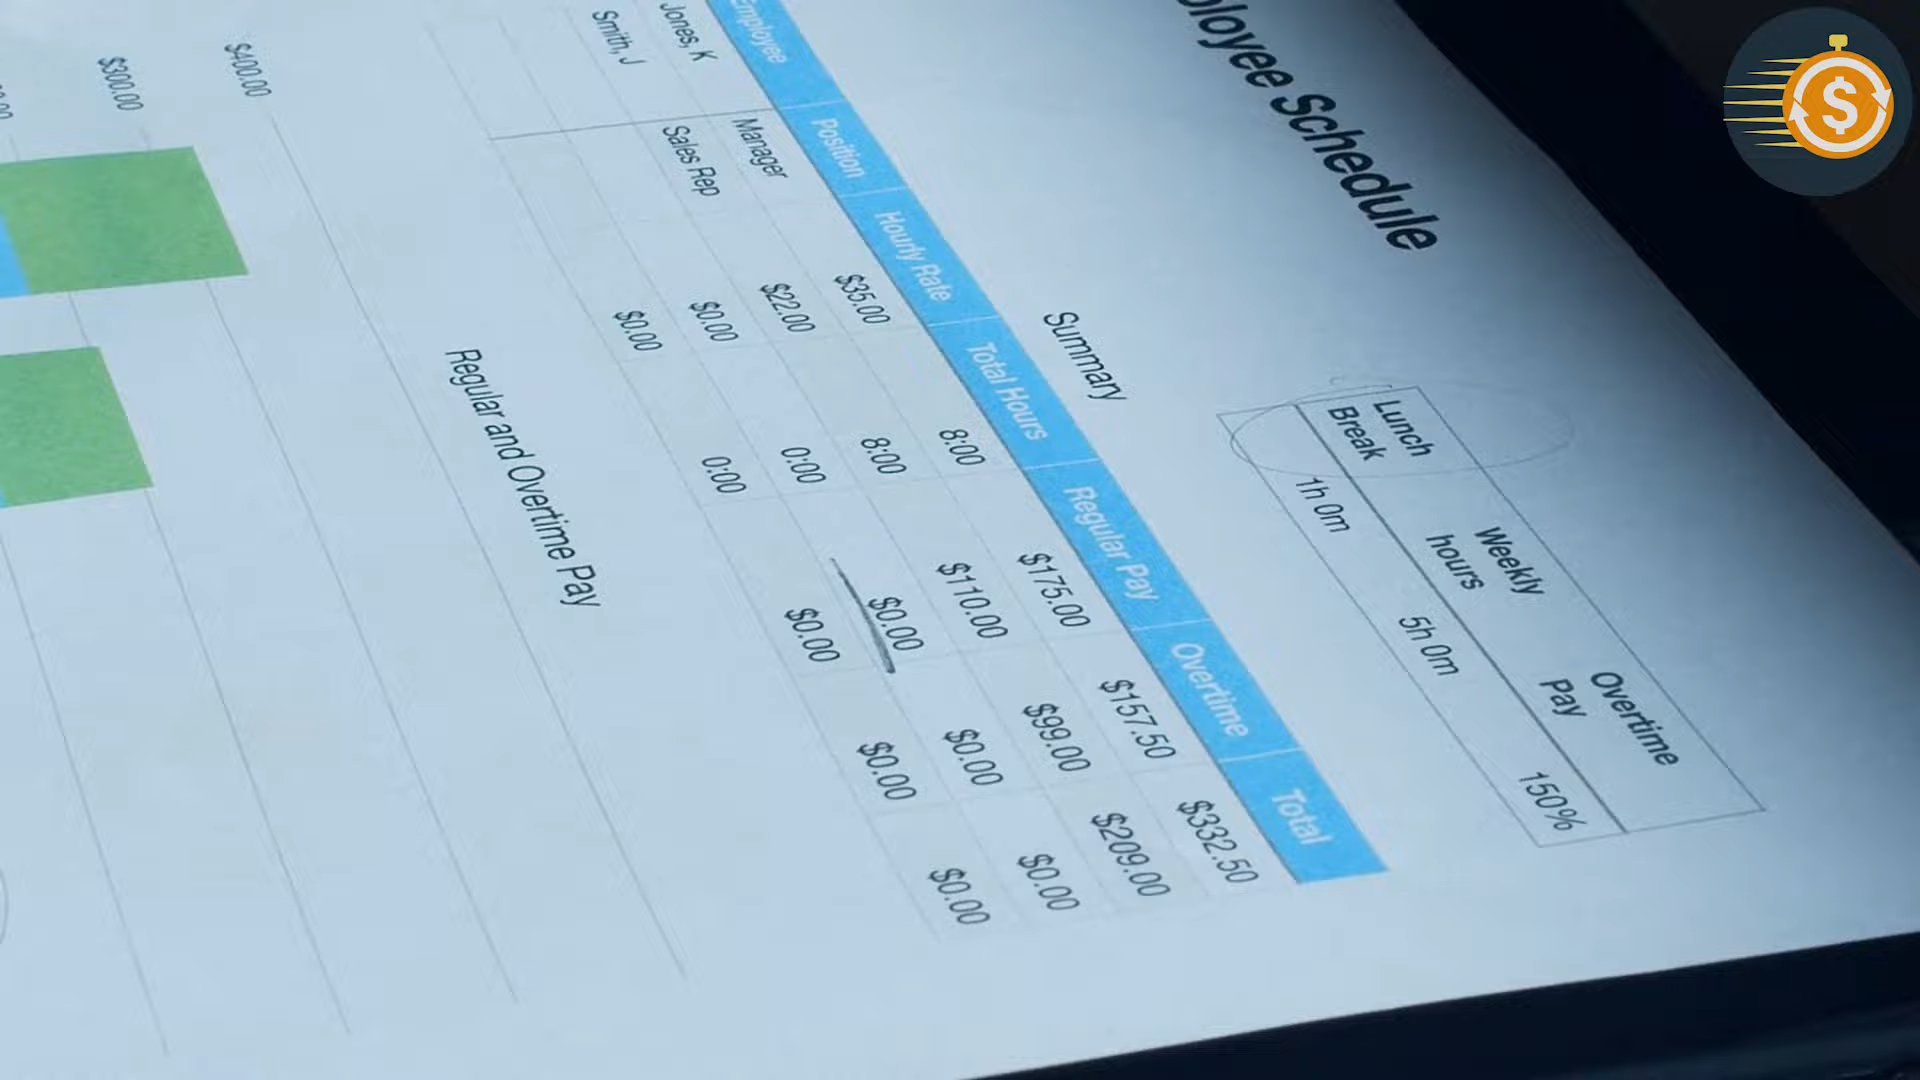 ployee Schedule
Lunch Break
Weekly hours
Overtime Pay
1h 0m
5h 0m
150%
Summary
Employee Position Hourly Rate Total Hours Regular Pay Overtime Total
Jones, K Manager $35.00 8:00 $175.00 $157.50 $332.50
Smith, J Sales Rep $22.00 8:00 $110.00 $99.00 $209.00
$0.00 0:00 $0.00 $0.00 $0.00
$0.00 0:00 $0.00 $0.00 $0.00
Regular and Overtime Pay
$400.00
$300.00
$